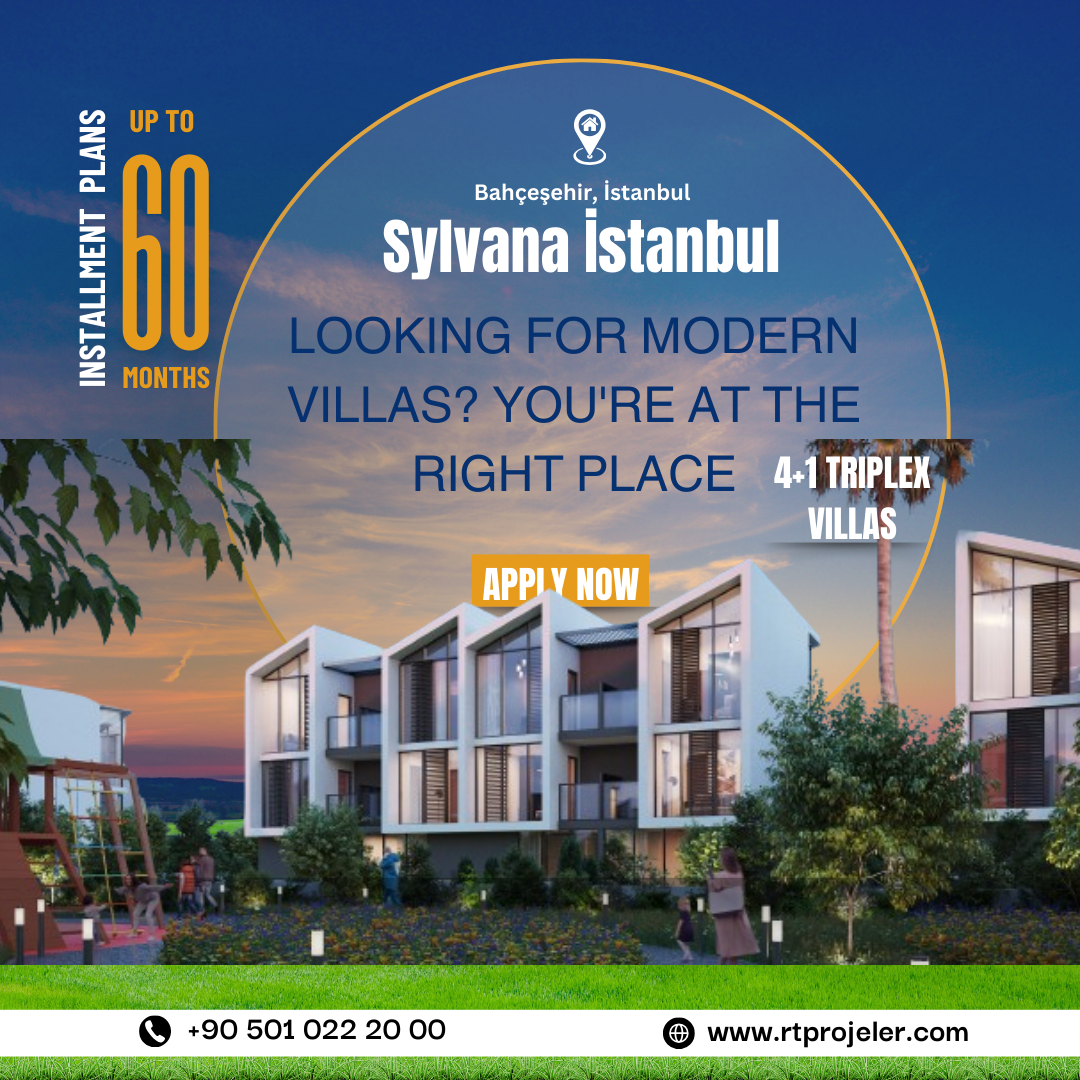 INSTALLMENT PLANS
UP TO
60
MONTHS
Bahçeşehir, İstanbul
Sylvana İstanbul
LOOKING FOR MODERN
VILLAS? YOU'RE AT THE
RIGHT PLACE
4+1 TRIPLEX
VILLAS
APPLY NOW
+90 501 022 20 00
www.rtprojeler.com